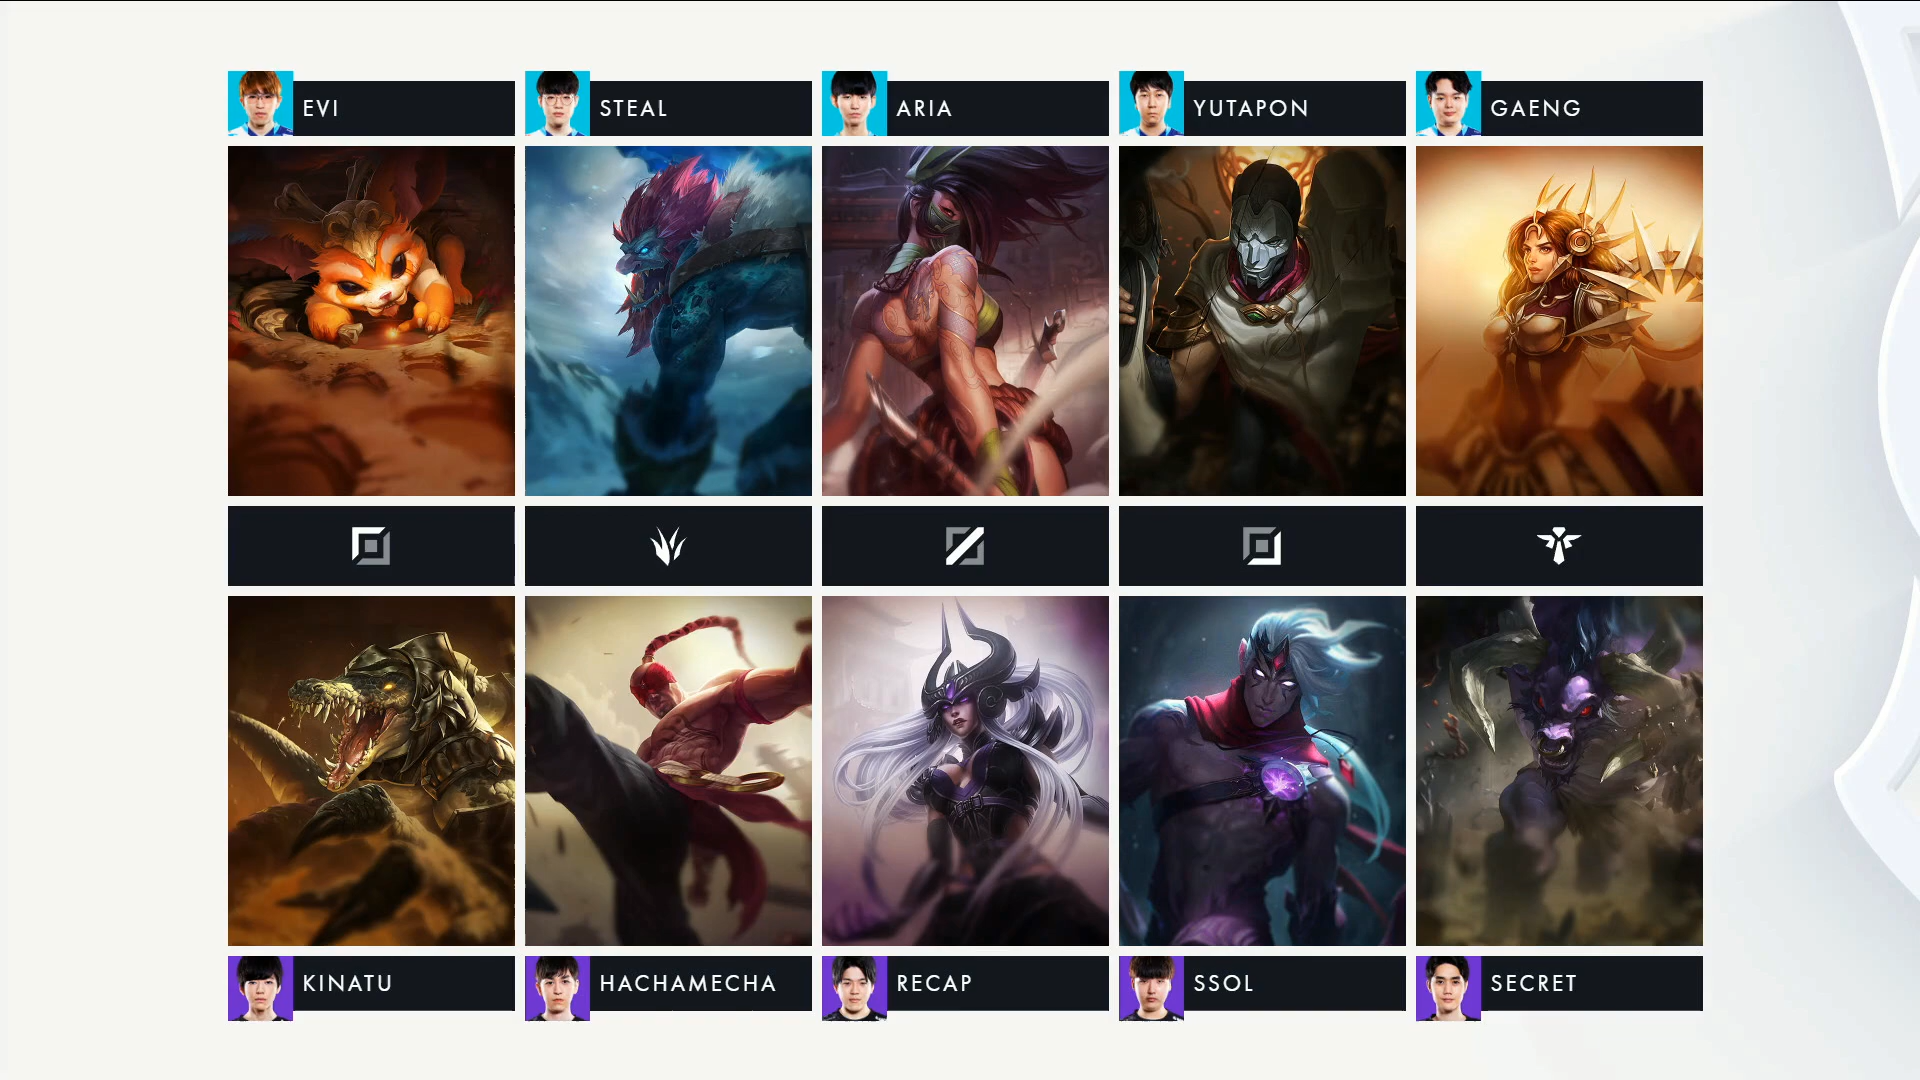 EVI
STEAL
ARIA
YUTAPON
GAENG
KINATU
HACHAMECHA
RECAP
SSOL
SECRET